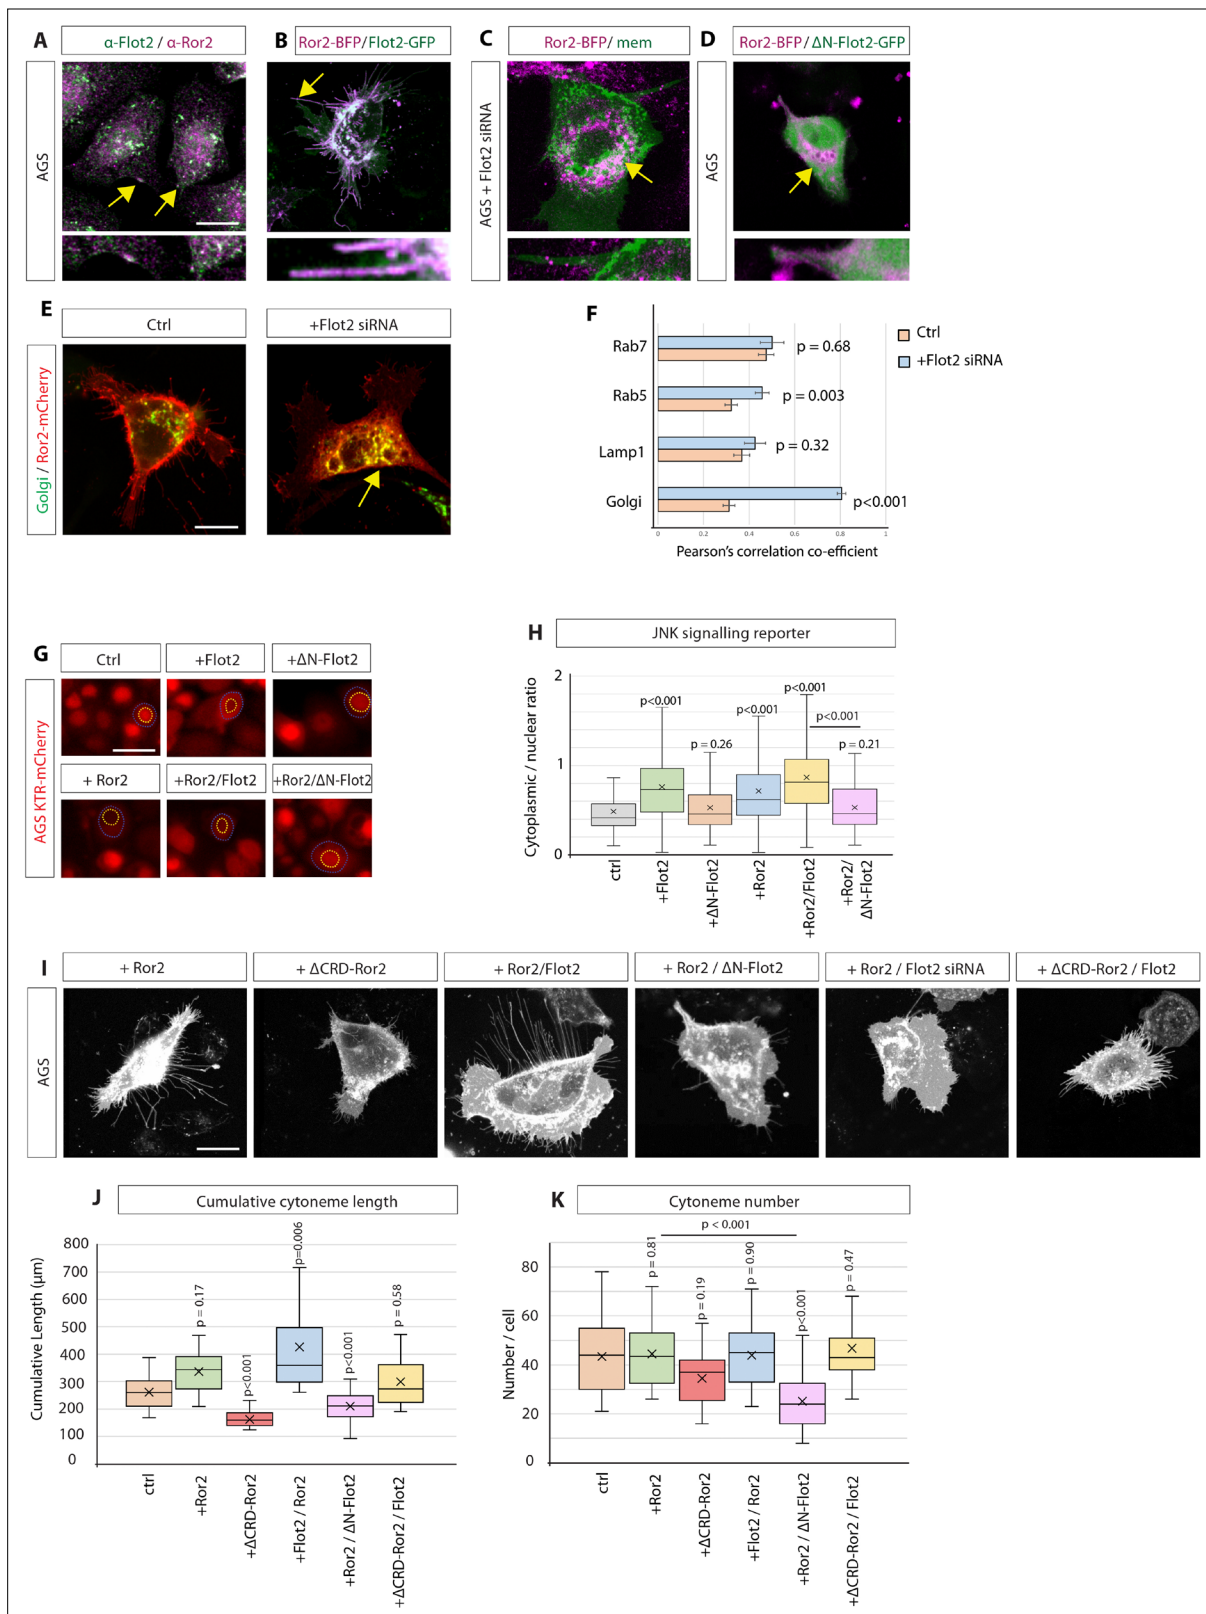 A
α-Flot2 / α-Ror2
B
Ror2-BFP/Flot2-GFP
C
Ror2-BFP/ mem
D
Ror2-BFP/ΔN-Flot2-GFP
AGS
AGS + Flot2 siRNA
AGS
E
Ctrl
+Flot2 siRNA
Golgi / Ror2-mCherry
F
Ctrl
+Flot2 siRNA
Rab7
p = 0.68
Rab5
p = 0.003
Lamp1
p = 0.32
Golgi
p<0.001
0 0.2 0.4 0.6 0.8 1
Pearson's correlation co-efficient
G
Ctrl
+Flot2
+ΔN-Flot2
+ Ror2
+Ror2/Flot2
+Ror2/ΔN-Flot2
AGS KTR-mCherry
H
JNK signalling reporter
Cytoplasmic / nuclear ratio
2
1
0
p<0.001
p = 0.26
p<0.001
p<0.001
p<0.001
p = 0.21
ctrl
+Flot2
+ΔN-Flot2
+Ror2
+Ror2/Flot2
+Ror2/
ΔN-Flot2
I
+ Ror2
+ ΔCRD-Ror2
+ Ror2/Flot2
+ Ror2 / ΔN-Flot2
+ Ror2 / Flot2 siRNA
+ ΔCRD-Ror2 / Flot2
AGS
J
Cumulative cytoneme length
Cumulative Length (μm)
800
700
600
500
400
300
200
100
0
p = 0.17
p<0.001
p=0.006
p<0.001
p = 0.58
ctrl
+Ror2
+ΔCRD-Ror2
+Flot2 / Ror2
+Ror2 / ΔN-Flot2
+ΔCRD-Ror2 / Flot2
K
Cytoneme number
p < 0.001
Number / cell
80
60
40
20
0
p = 0.81
p = 0.19
p = 0.90
p<0.001
p = 0.47
ctrl
+Ror2
+ΔCRD-Ror2
+Flot2 / Ror2
+Ror2 / ΔN-Flot2
+ΔCRD-Ror2 / Flot2